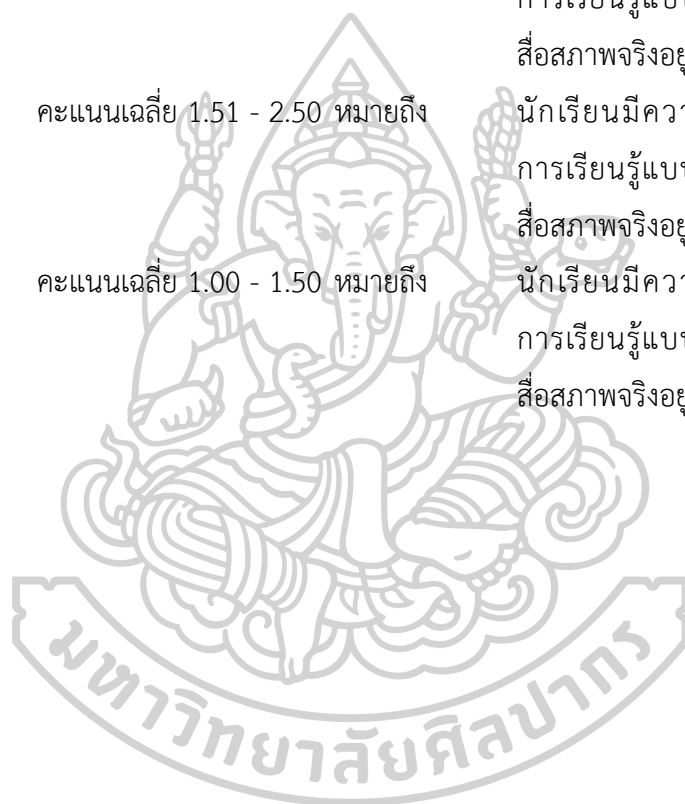 การเรียนรู้แบบ
สื่อสภาพจริงอยู่
คะแนนเฉลี่ย 1.51 - 2.50 หมายถึง นักเรียนมีควา
การเรียนรู้แบบ
สื่อสภาพจริงอยู่
คะแนนเฉลี่ย 1.00 - 1.50 หมายถึง นักเรียนมีควา
การเรียนรู้แบบ
สื่อสภาพจริงอยู่
มหาวิทยาลัยศิลปากร